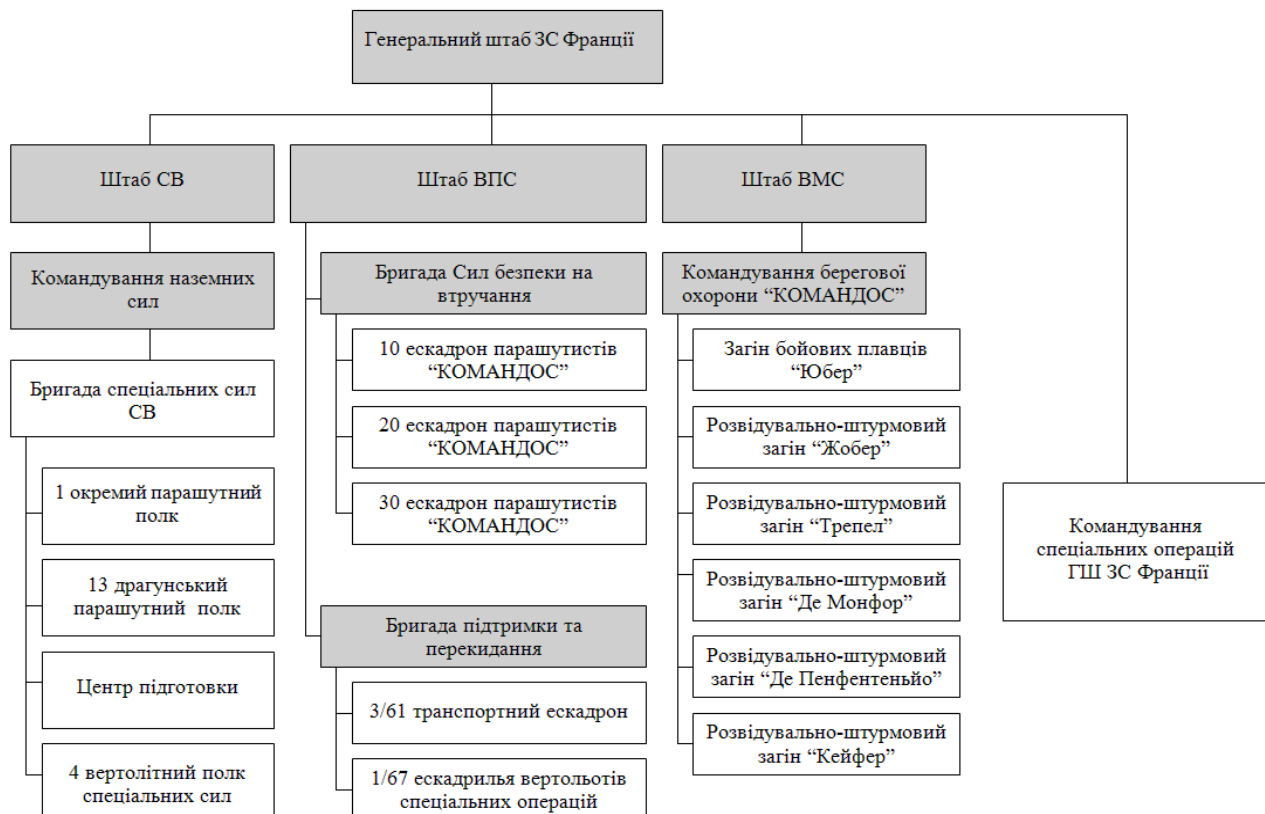 Генеральний штаб ЗС Франції
Штаб СВ
Штаб ВПС
Штаб ВМС
Командування наземних
сил
Бригада спеціальних сил
СВ
1 окремий парашутний
полк
13 драгунський
парашутний полк
Центр підготовки
4 вертолітний полк
спеціальних сил
Бригада Сил безпеки на
втручання
10 ескадрон парашутистів
“КОМАНДОС”
20 ескадрон парашутистів
“КОМАНДОС”
30 ескадрон парашутистів
“КОМАНДОС”
Бригада підтримки та
перекидання
3/61 транспортний ескадрон
1/67 ескадрилья вертольотів
спеціальних операцій
Командування берегової
охорони “КОМАНДОС”
Загін бойових плавців
“Юбер”
Розвідувально-штурмовий
загін “Жобер”
Розвідувально-штурмовий
загін “Трепел”
Розвідувально-штурмовий
загін “Де Монфор”
Розвідувально-штурмовий
загін “Де Пенфентеньйо”
Розвідувально-штурмовий
загін “Кейфер”
Командування
спеціальних операцій
ГШ ЗС Франції